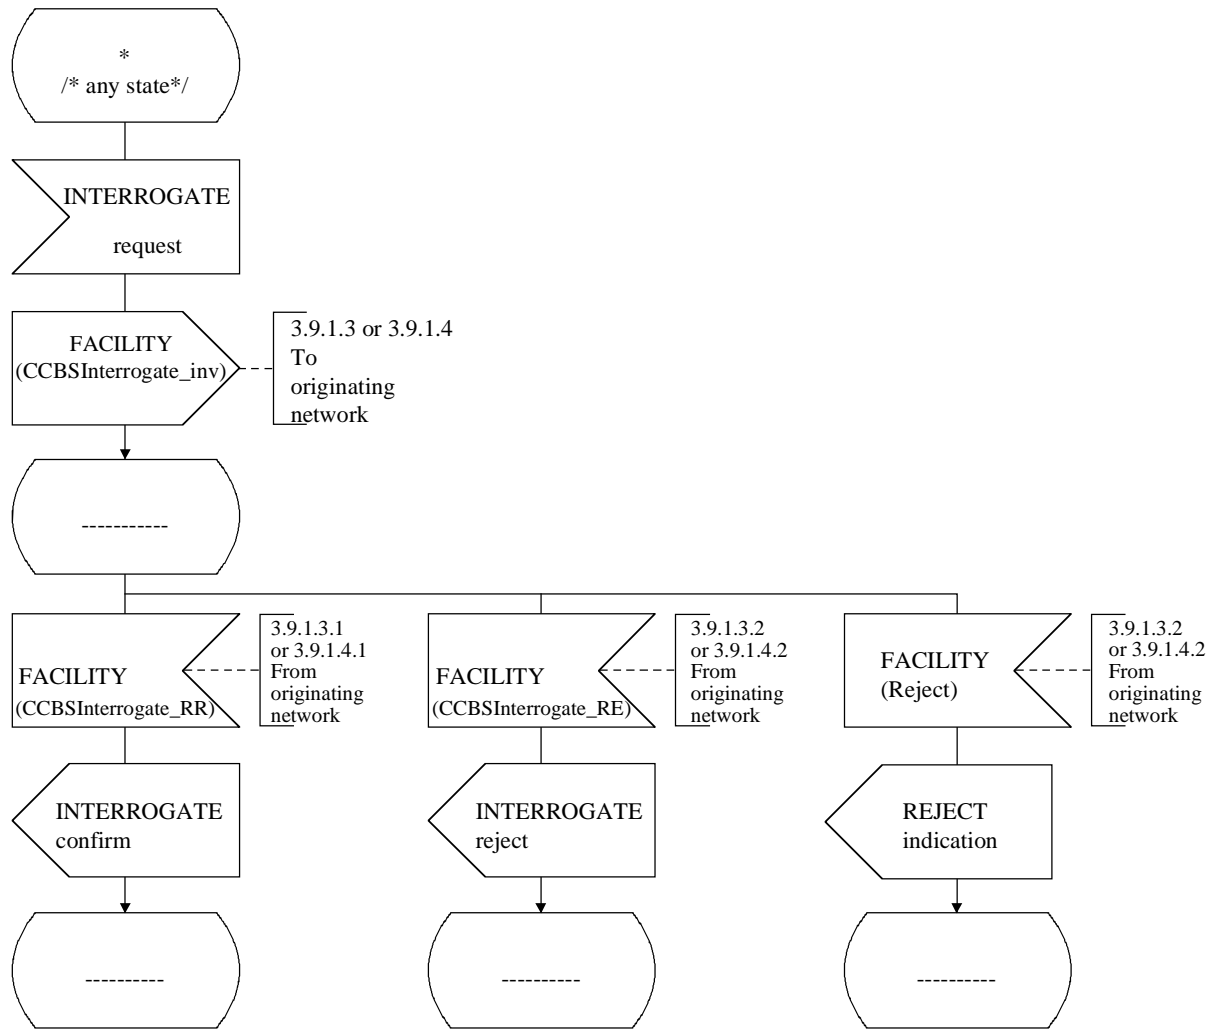 *
/* any state*/
INTERROGATE
request
FACILITY
(CCBSInterrogate_inv)
3.9.1.3 or 3.9.1.4
To
originating
network
-----------
FACILITY
(CCBSInterrogate_RR)
3.9.1.3.1
or 3.9.1.4.1
From
originating
network
FACILITY
(CCBSInterrogate_RE)
3.9.1.3.2
or 3.9.1.4.2
From
originating
network
FACILITY
(Reject)
3.9.1.3.2
or 3.9.1.4.2
From
originating
network
INTERROGATE
confirm
INTERROGATE
reject
REJECT
indication
----------
----------
----------